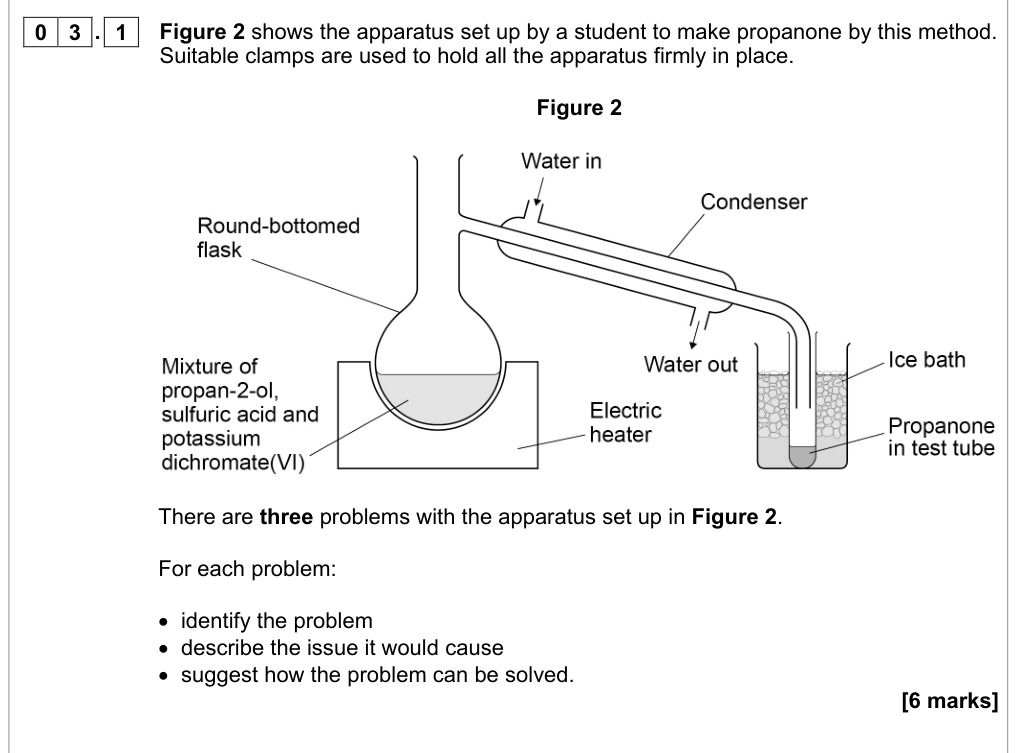 0 3 . 1 Figure 2 shows the apparatus set up by a student to make propanone by this method.
Suitable clamps are used to hold all the apparatus firmly in place.
Figure 2
Water in
Condenser
Round-bottomed
flask
Water out
Ice bath
Mixture of
propan-2-ol,
sulfuric acid and
potassium
dichromate(VI)
Electric
heater
Propanone
in test tube
There are three problems with the apparatus set up in Figure 2.
For each problem:
• identify the problem
• describe the issue it would cause
• suggest how the problem can be solved.
[6 marks]